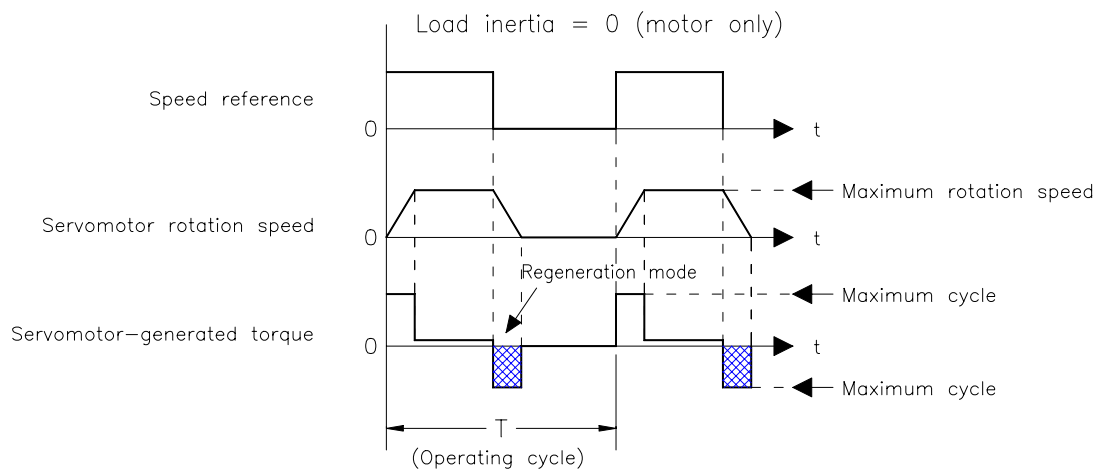 Load inertia = 0 (motor only)
Speed reference
0
t
Servomotor rotation speed
0
t
Maximum rotation speed
Regeneration mode
Maximum cycle
Servomotor-generated torque
0
t
Maximum cycle
T
(Operating cycle)